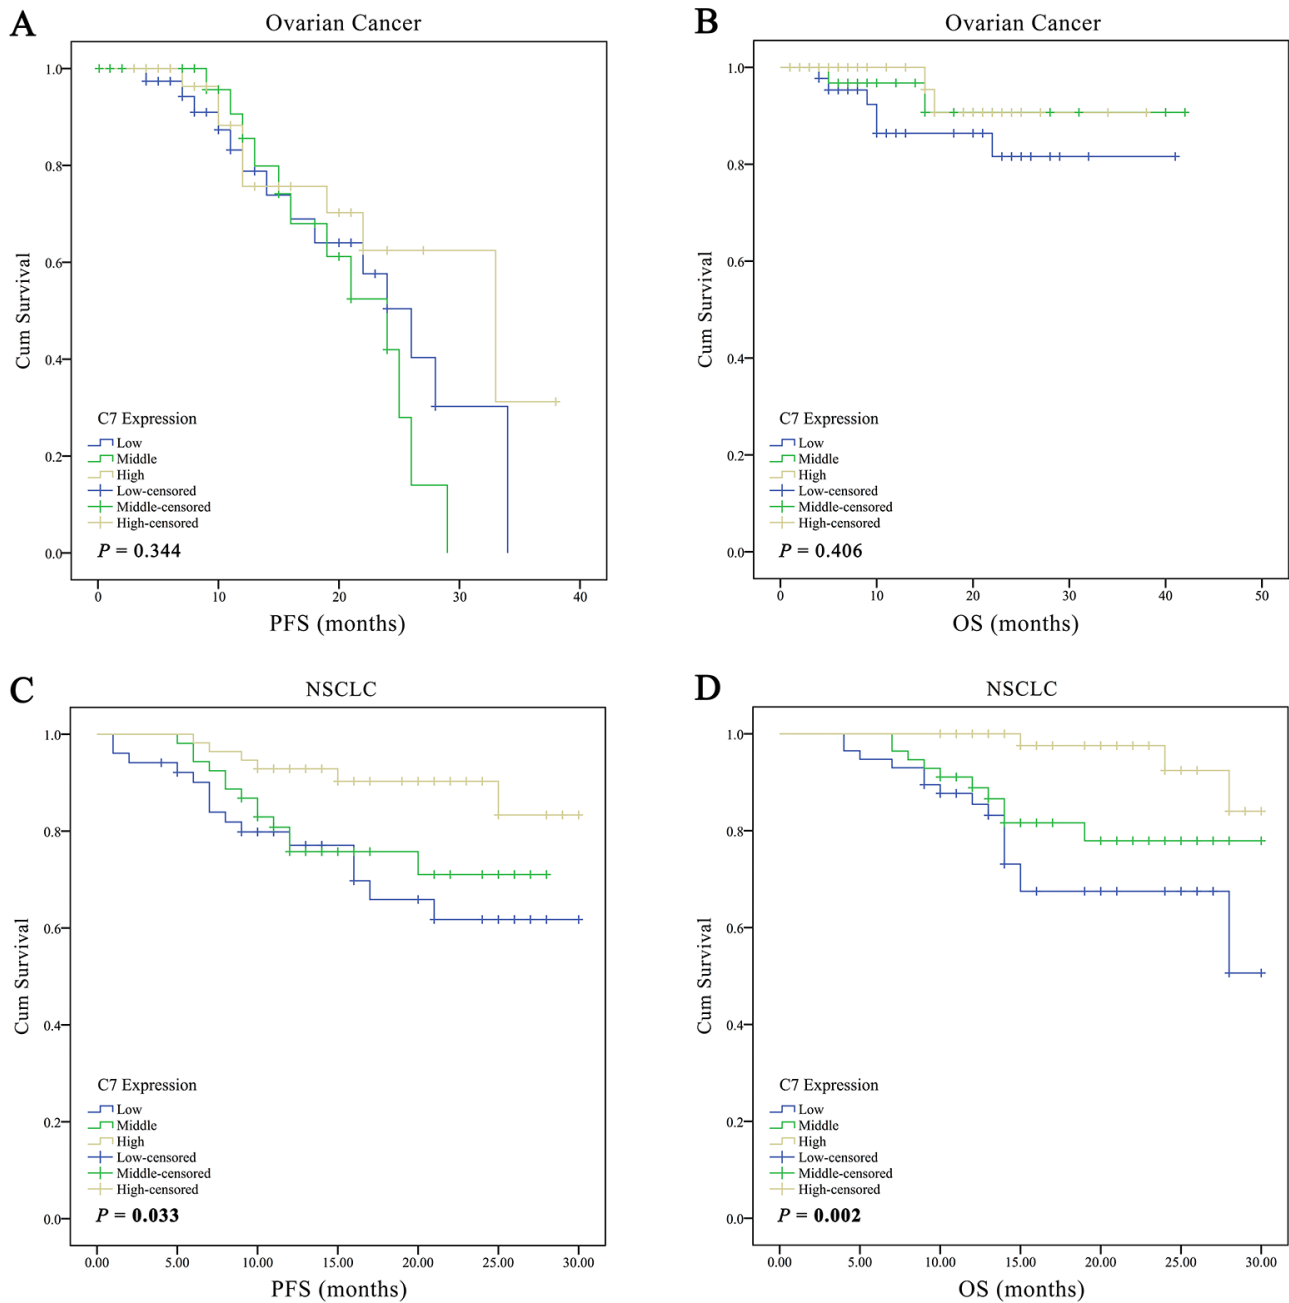 A
Ovarian Cancer
1.0
0.8
0.6
0.4
0.2
0.0
Cum Survival
C7 Expression
Low
Middle
High
Low-censored
Middle-censored
High-censored
P = 0.344
0 10 20 30 40
PFS (months)
B
Ovarian Cancer
1.0
0.8
0.6
0.4
0.2
0.0
Cum Survival
C7 Expression
Low
Middle
High
Low-censored
Middle-censored
High-censored
P = 0.406
0 10 20 30 40 50
OS (months)
C
NSCLC
1.0
0.8
0.6
0.4
0.2
0.0
Cum Survival
C7 Expression
Low
Middle
High
Low-censored
Middle-censored
High-censored
P = 0.033
0.00 5.00 10.00 15.00 20.00 25.00 30.00
PFS (months)
D
NSCLC
1.0
0.8
0.6
0.4
0.2
0.0
Cum Survival
C7 Expression
Low
Middle
High
Low-censored
Middle-censored
High-censored
P = 0.002
0.00 5.00 10.00 15.00 20.00 25.00 30.00
OS (months)